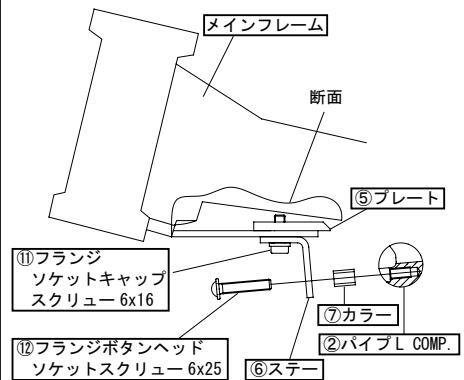 メインフレーム
断面
⑤プレート
⑪フランジ
ソケットキャップ
スクリュー 6x16
⑦カラー
②パイプ L COMP.
⑫フランジボタンヘッド
ソケットスクリュー 6x25
⑥ステー